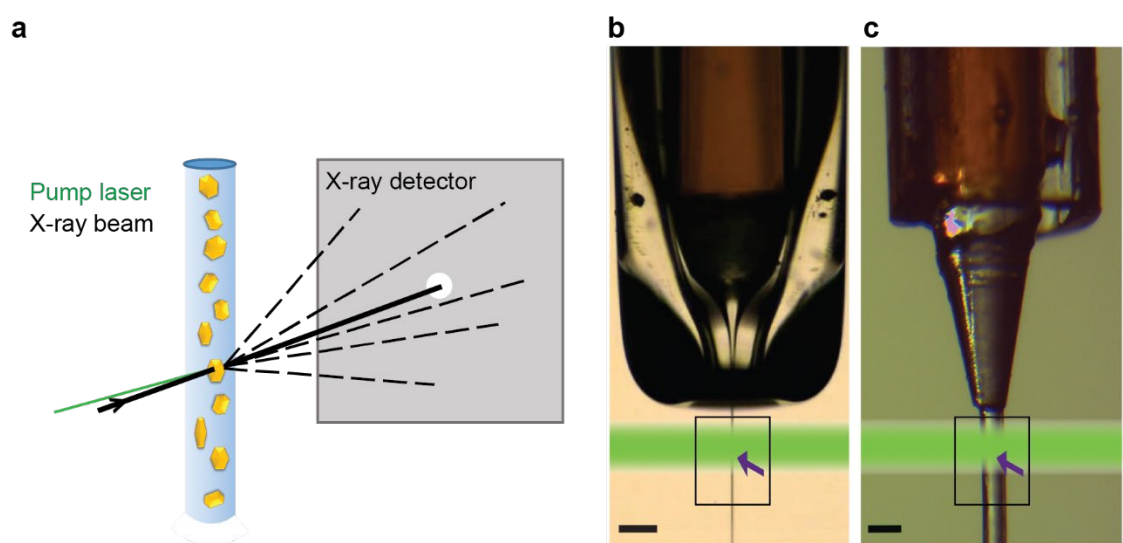 a
b
c
Pump laser
X-ray beam
X-ray detector